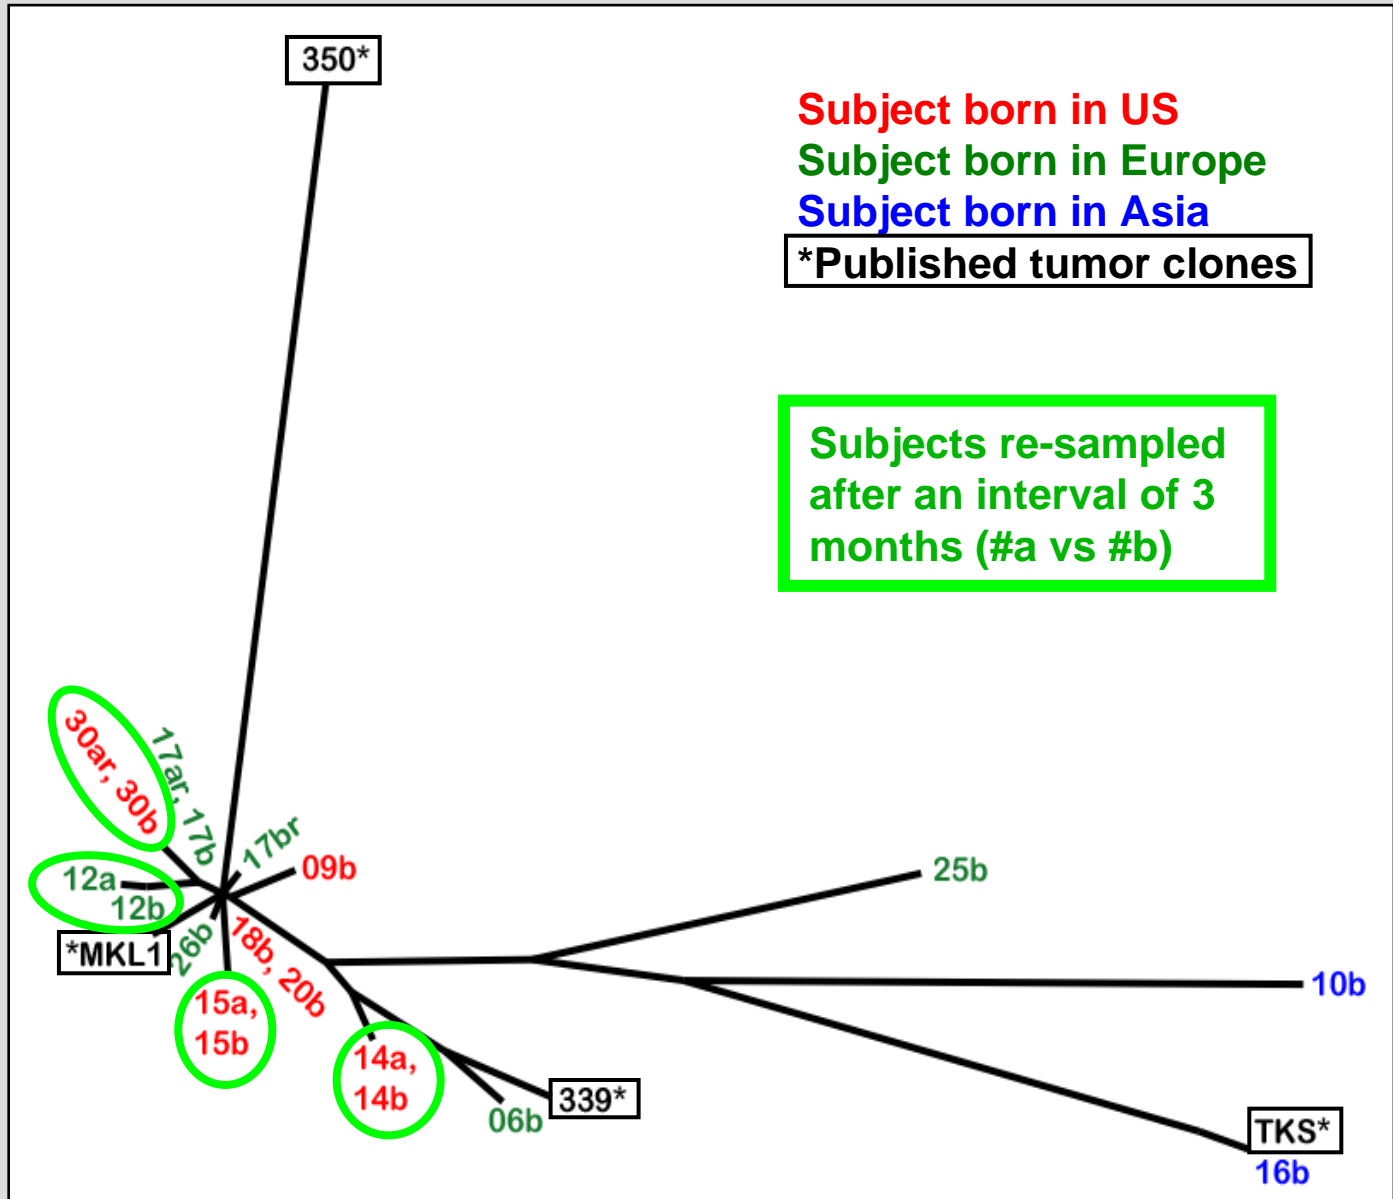 350*
Subject born in US
Subject born in Europe
Subject born in Asia
*Published tumor clones
Subjects re-sampled
after an interval of 3
months (#a vs #b)
30ar, 30b
17ar, 17b
17br
09b
12a
12b
*MKL1
26b
18b, 20b
15a,
15b
14a,
14b
06b
339*
25b
10b
TKS*
16b